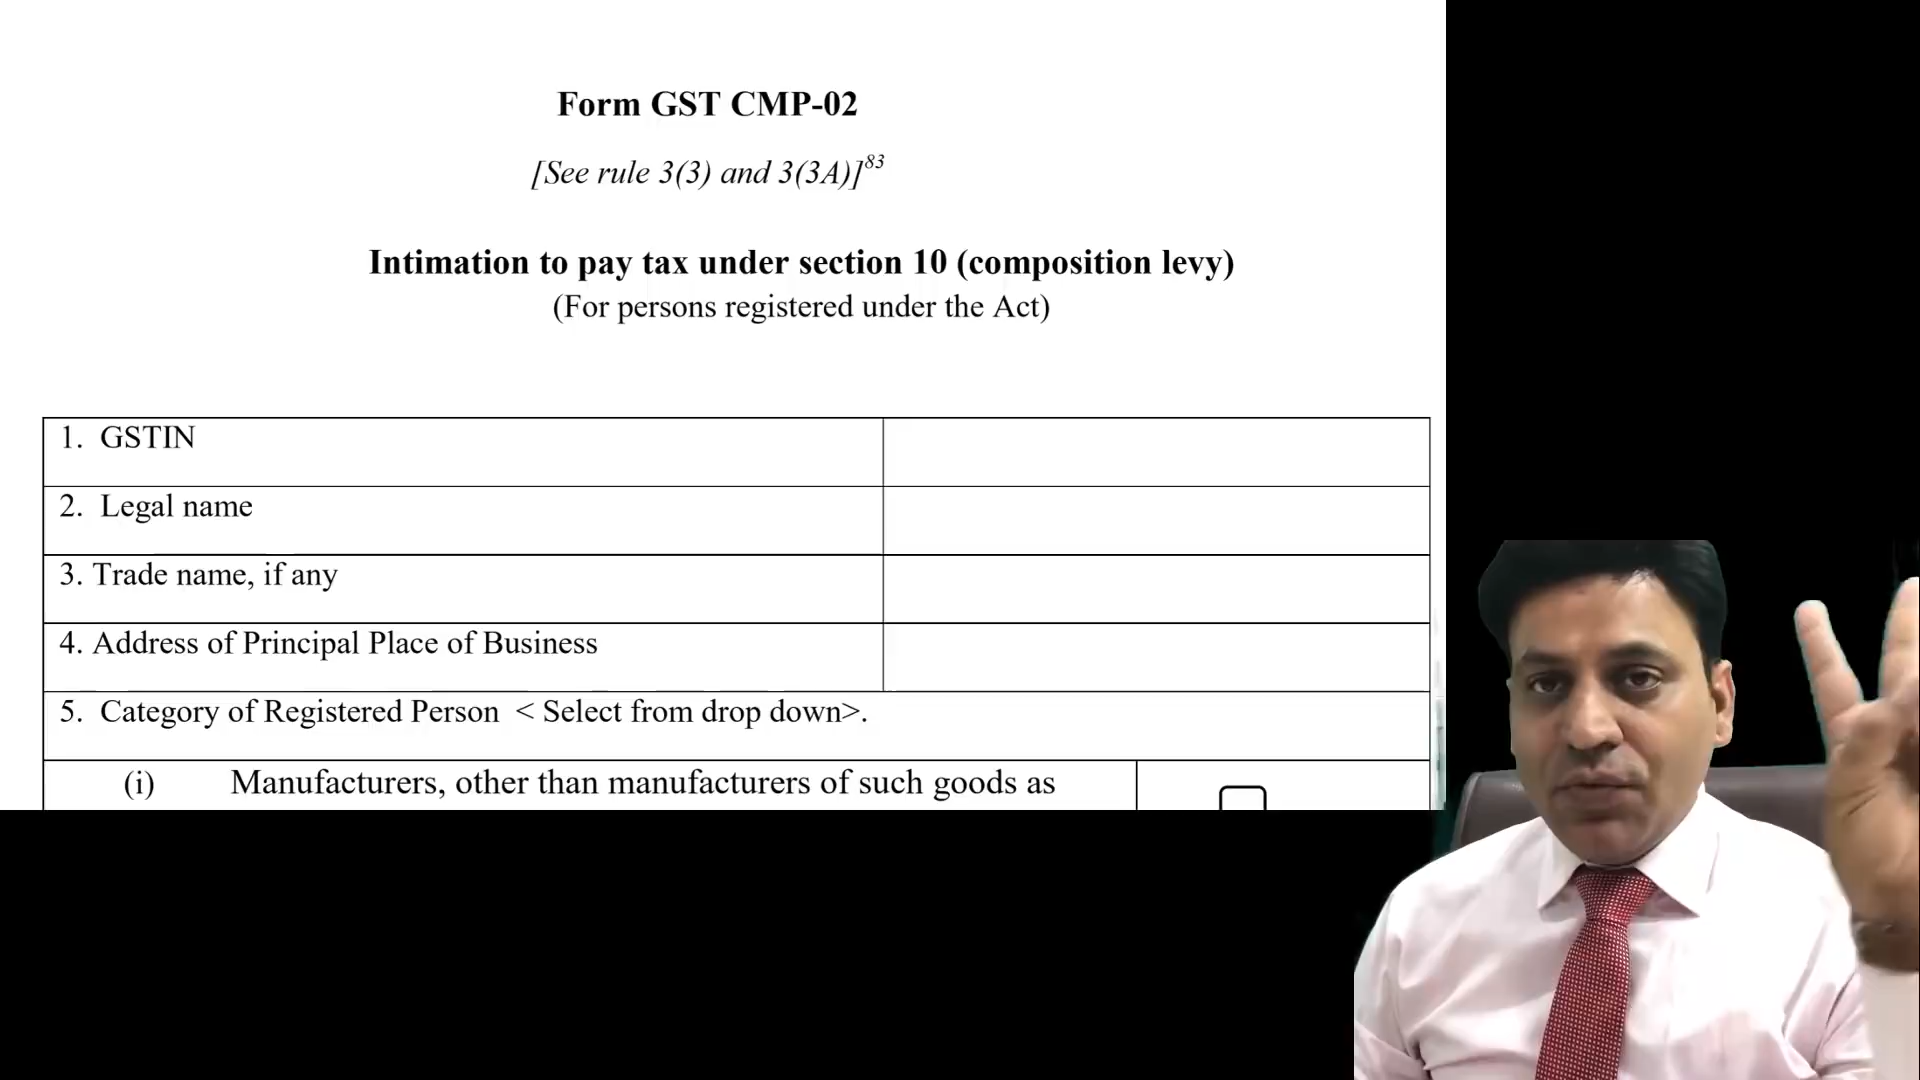 Form GST CMP-02
[See rule 3(3) and 3(3A)]83
Intimation to pay tax under section 10 (composition levy)
(For persons registered under the Act)
1. GSTIN
2. Legal name
3. Trade name, if any
4. Address of Principal Place of Business
5. Category of Registered Person < Select from drop down>.
(i) Manufacturers, other than manufacturers of such goods as